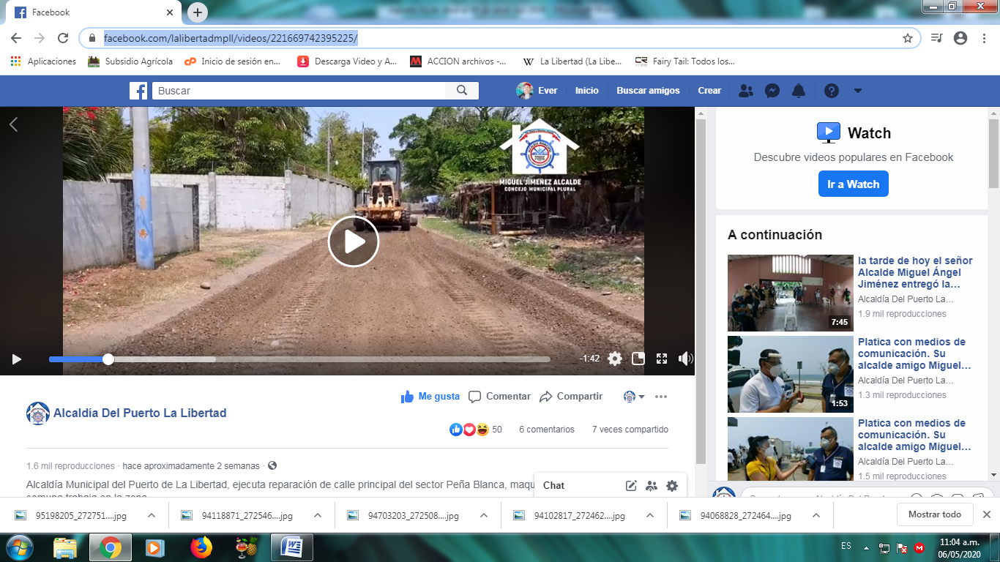 Facebook
facebook.com/lalibertadmpll/videos/221669742395225/
Aplicaciones Subsidio Agrícola Inicio de sesión en... Descarga Video y A... ACCION archivos -... La Libertad (La Libe... Fairy Tail: Todos los...
Buscar Ever Inicio Buscar amigos Crear
MIGUEL JIMENEZ ALCALDE
CONCEJO MUNICIPAL PLURAL
-1:42
Alcaldía Del Puerto La Libertad
Me gusta Comentar Compartir
50 6 comentarios 7 veces compartido
1.6 mil reproducciones · hace aproximadamente 2 semanas ·
Alcaldía Municipal del Puerto de La Libertad, ejecuta reparación de calle principal del sector Peña Blanca, maqu
Watch
Descubre videos populares en Facebook
Ir a Watch
A continuación
7:45
la tarde de hoy el señor
Alcalde Miguel Ángel
Jiménez entregó la...
Alcaldía Del Puerto La...
1.9 mil reproducciones
1:53
Platica con medios de
comunicación. Su
alcalde amigo Miguel...
Alcaldía Del Puerto La...
1.3 mil reproducciones
Platica con medios de
comunicación. Su
alcalde amigo Miguel...
Alcaldía Del Puerto La...
1.5 mil reproducciones
Chat
95198205_272751....jpg 94118871_272546....jpg 94703203_272508....jpg 94102817_272462....jpg 94068828_272464....jpg Mostrar todo
ES 11:04 a.m.
06/05/2020